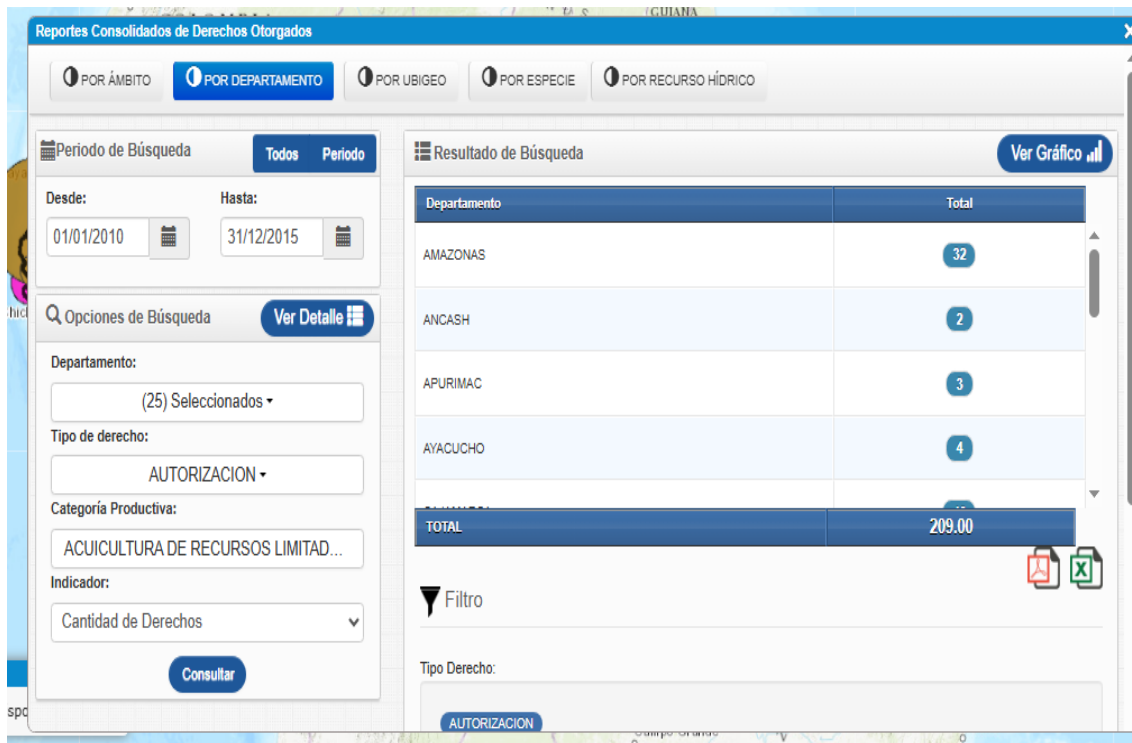 GUIANA
Reportes Consolidados de Derechos Otorgados
POR ÁMBITO
POR DEPARTAMENTO
POR UBIGEO
POR ESPECIE
POR RECURSO HÍDRICO
Periodo de Búsqueda
Todos
Periodo
Desde:
Hasta:
01/01/2010
31/12/2015
Opciones de Búsqueda
Ver Detalle
Departamento:
(25) Seleccionados
Tipo de derecho:
AUTORIZACION
Categoría Productiva:
ACUICULTURA DE RECURSOS LIMITAD...
Indicador:
Cantidad de Derechos
Consultar
Resultado de Búsqueda
Ver Gráfico
Departamento Total
AMAZONAS 32
ANCASH 2
APURIMAC 3
AYACUCHO 4
TOTAL 209.00
Filtro
Tipo Derecho:
AUTORIZACION